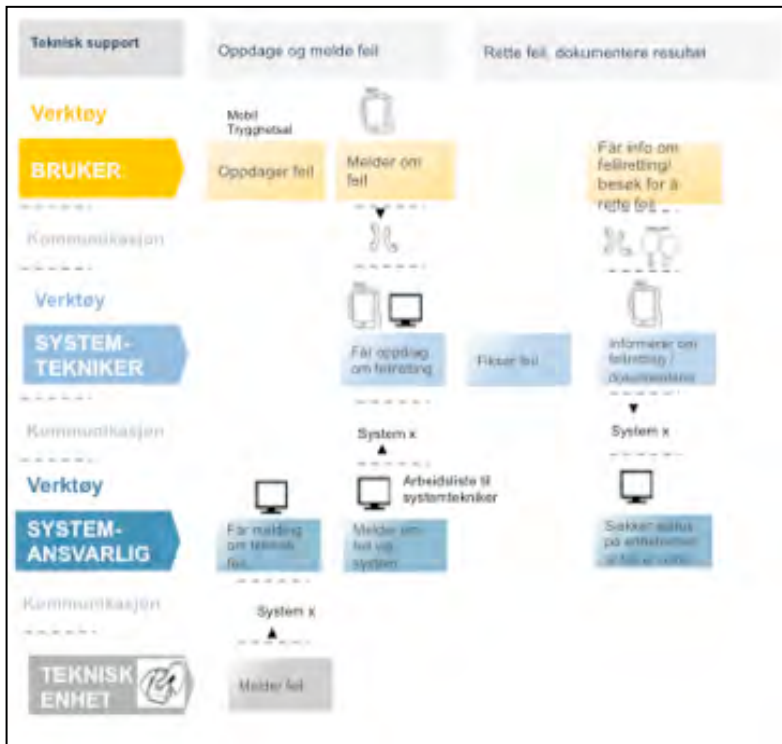 Teknisk support
Oppdage og melde feil
Rette feil, dokumentere resultat
Verktøy
Mobil
Trygghetsal
BRUKER
Oppdager feil
Melder om
feil
Får info om
feilretting/
besøk for å
rette feil
Kommunikasjon
Verktøy
SYSTEM-
TEKNIKER
Får oppdrag
om feilretting
Fikser feil
Informerer om
feilretting /
dokumenterer
Kommunikasjon
System x
System x
Verktøy
Arbeidsliste til
systemtekniker
SYSTEM-
ANSVARLIG
Får melding
om teknisk
feil
Melder om
feil via
system
Sjekker status
på enheten
Kommunikasjon
System x
TEKNISK
ENHET
Melder feil